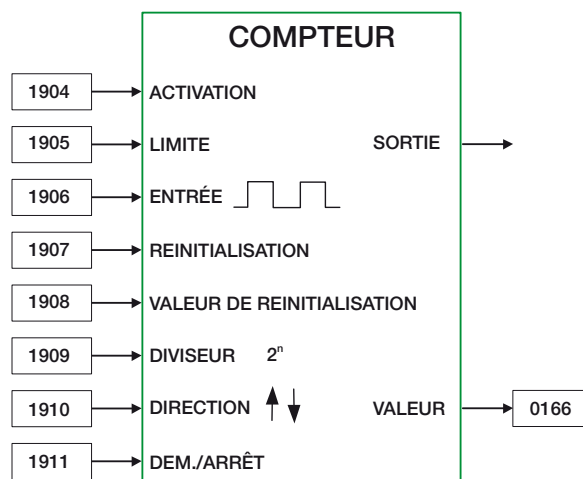 COMPTEUR
1904 ACTIVATION
1905 LIMITE SORTIE
1906 ENTRÉE
1907 REINITIALISATION
1908 VALEUR DE REINITIALISATION
1909 DIVISEUR 2ⁿ
1910 DIRECTION VALEUR 0166
1911 DEM./ARRÊT